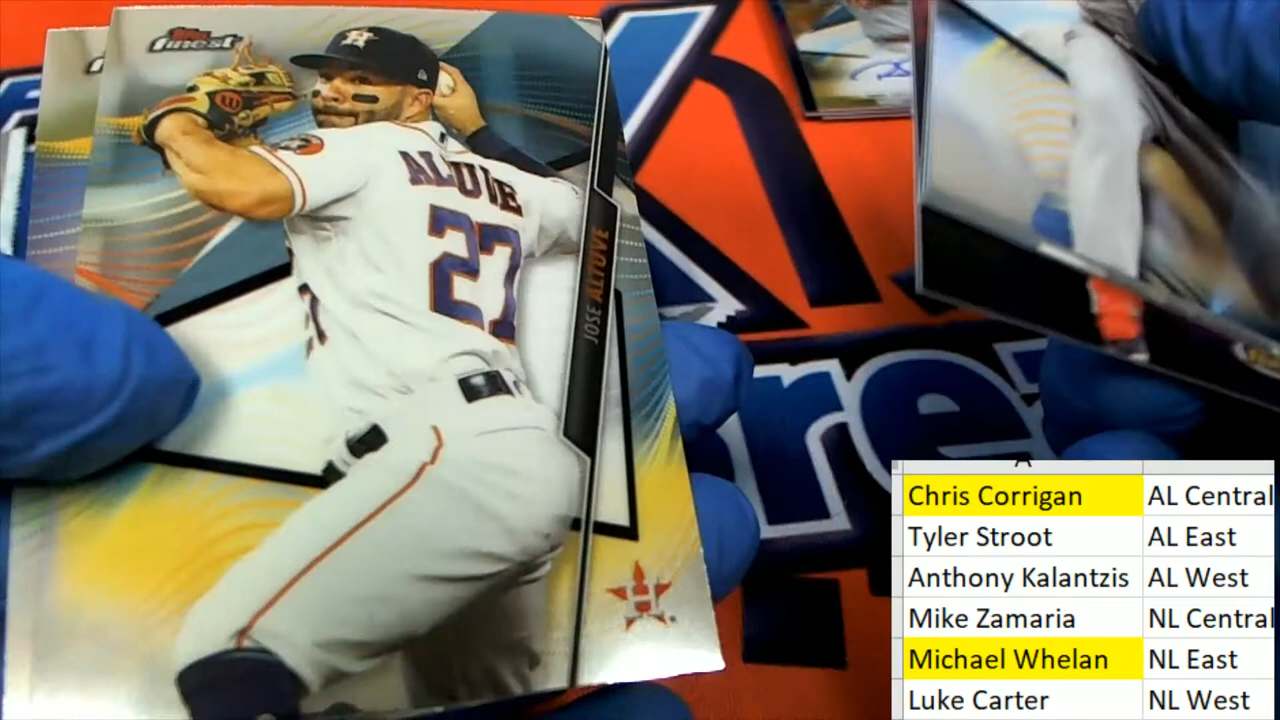 Topps
finest
ALTUVE
27
JOSE ALTUVE
H
rez
A
Chris Corrigan AL Central
Tyler Stroot AL East
Anthony Kalantzis AL West
Mike Zamaria NL Central
Michael Whelan NL East
Luke Carter NL West